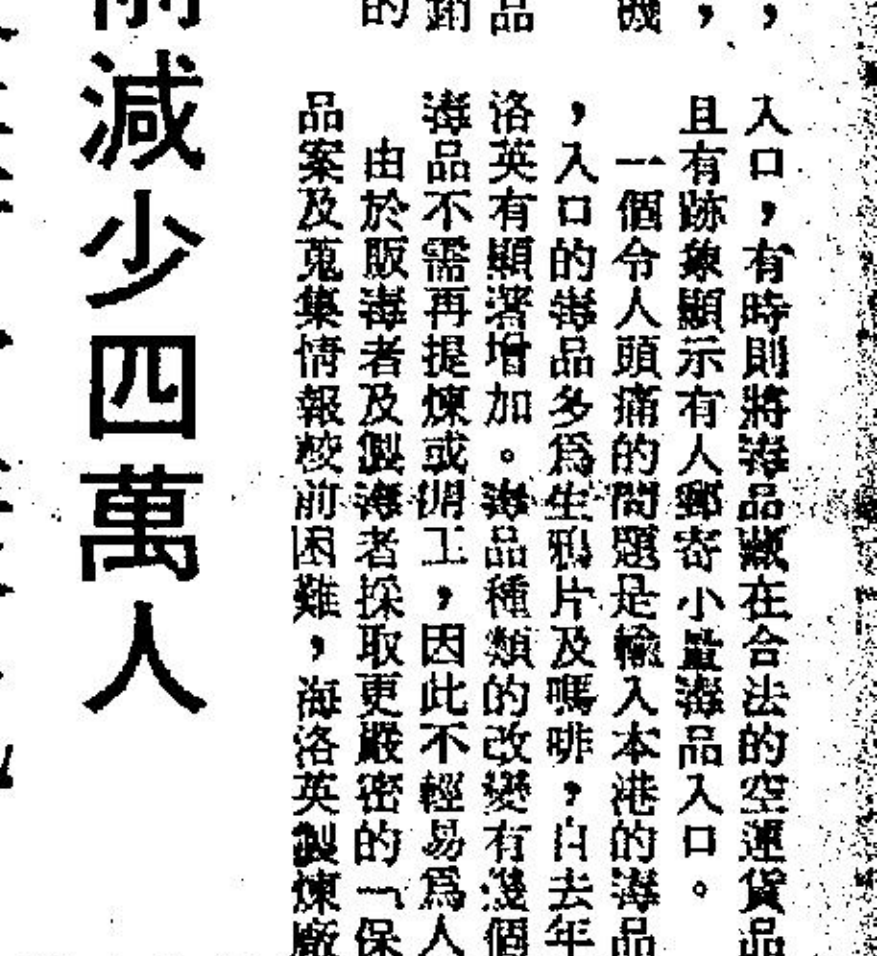 ，
，
機
品
銷
的
入口，有時則將毒品藏在合法的空運貨品
且有跡象顯示有人郵寄小量毒品入口。
一個令人頭痛的問題是輸入本港的毒品
，入口的毒品多爲生鴉片及嗎啡，自去年
洛英有顯著增加。毒品種類的改變有幾個
毒品不需再提煉或工，因此不輕易爲人
由於販毒者及製毒者採取更嚴密的「保
品案及蒐集情報較前困難，海洛英製煉廠
前減少四萬人